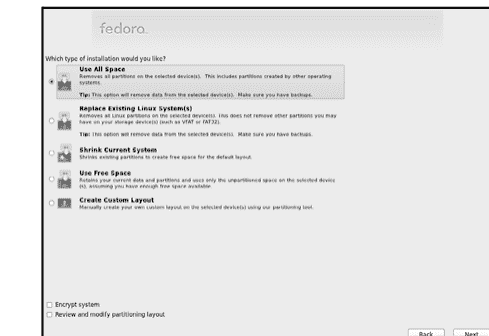 fedora.
Which type of installation would you like?
Use All Space
Removes all partitions on the selected device(s). This includes partitions created by other operating
systems.
Tip: This option will remove data from the selected device(s). Make sure you have backups.
Replace Existing Linux System(s)
Removes all Linux partitions on the selected device(s). This does not remove other partitions you may
have on your storage device(s) (such as VFAT or FAT32).
Tip: This option will remove data from the selected device(s). Make sure you have backups.
Shrink Current System
Shrinks existing partitions to create free space for the default layout.
Use Free Space
Retains your current data and partitions and uses only the unpartitioned space on the selected device
(s), assuming you have enough free space available.
Create Custom Layout
Manually create your own custom layout on the selected device(s) using our partitioning tool.
Encrypt system
Review and modify partitioning layout
Back Next